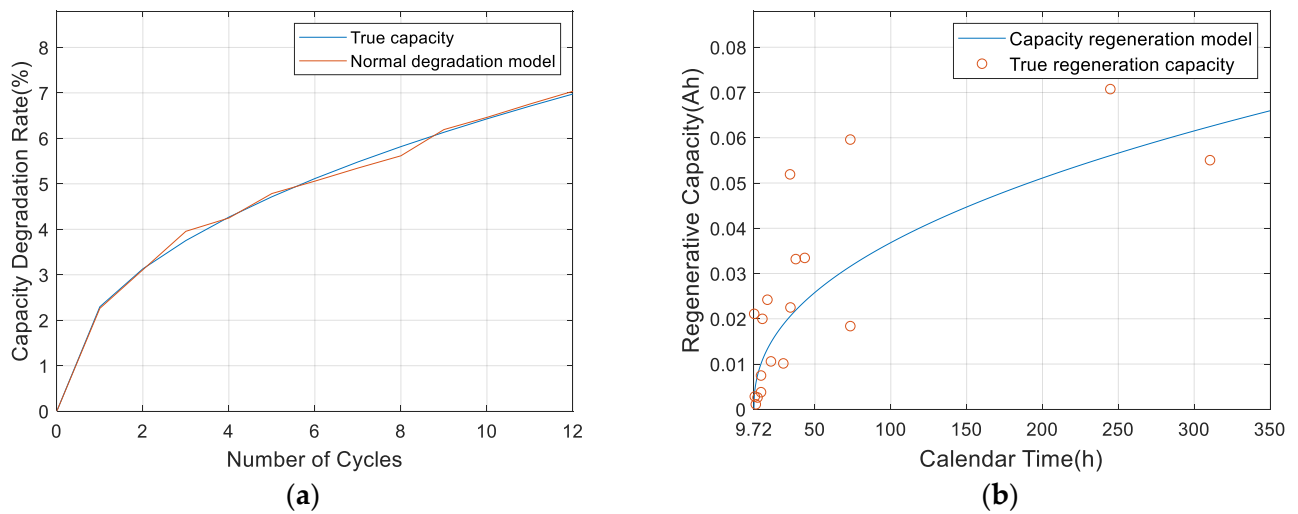 Capacity Degradation Rate(%)
8
7
6
5
4
3
2
1
0
0 2 4 6 8 10 12
Number of Cycles
True capacity
Normal degradation model
(a)
Regenerative Capacity(Ah)
0.08
0.07
0.06
0.05
0.04
0.03
0.02
0.01
0
9.72 50 100 150 200 250 300 350
Calendar Time(h)
Capacity regeneration model
True regeneration capacity
(b)